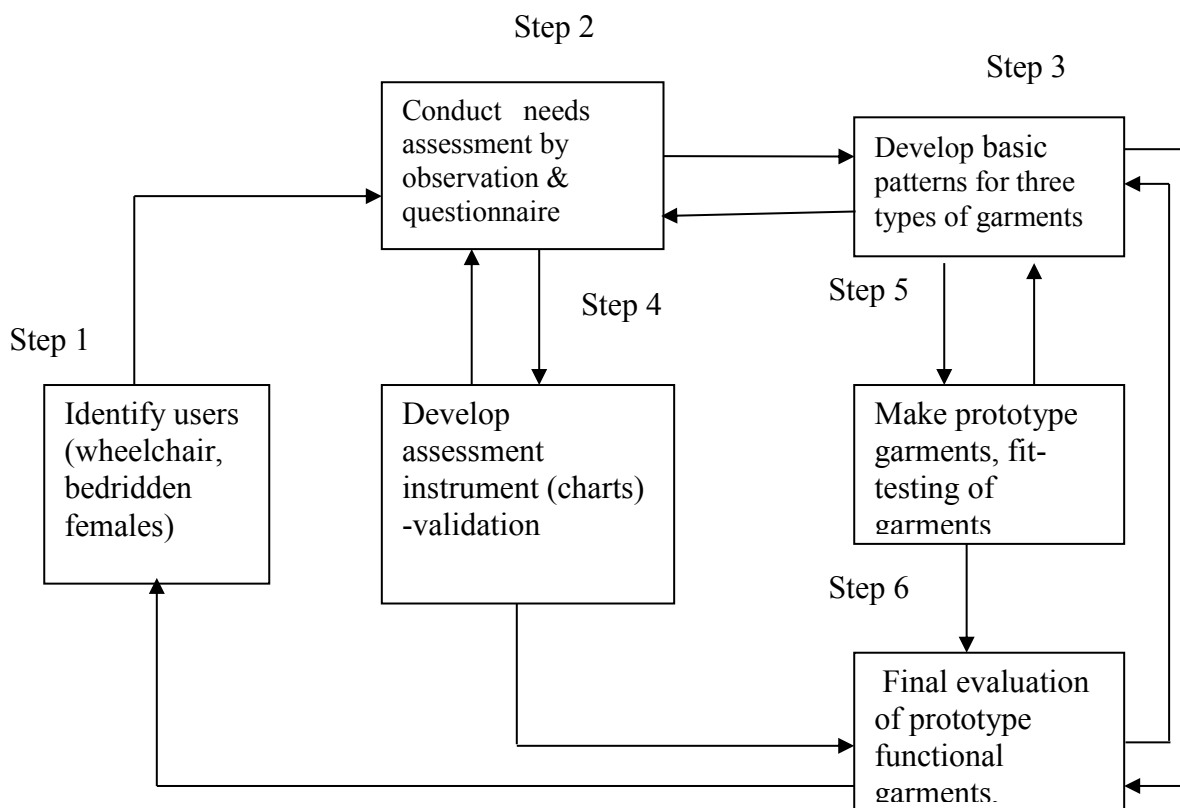 Step 2
Conduct needs
assessment by
observation &
questionnaire
Step 3
Develop basic
patterns for three
types of garments
Step 4
Step 5
Step 1
Identify users
(wheelchair,
bedridden
females)
Develop
assessment
instrument (charts)
-validation
Make prototype
garments, fit-
testing of
garments
Step 6
Final evaluation
of prototype
functional
garments,